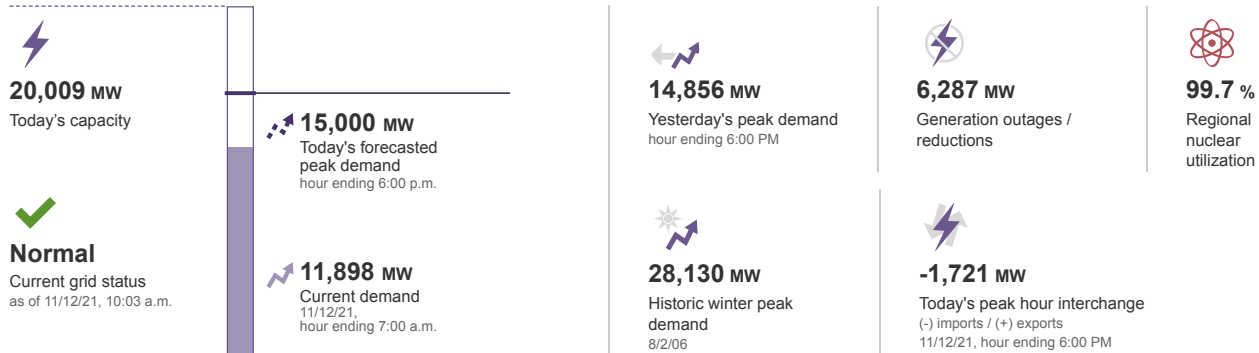 20,009 MW
Today's capacity
Normal
Current grid status
as of 11/12/21, 10:03 a.m.
15,000 MW
Today's forecasted
peak demand
hour ending 6:00 p.m.
11,898 MW
Current demand
11/12/21,
hour ending 7:00 a.m.
14,856 MW
Yesterday's peak demand
hour ending 6:00 PM
6,287 MW
Generation outages /
reductions
99.7 %
Regional
nuclear
utilization
28,130 MW
Historic winter peak
demand
8/2/06
-1,721 MW
Today's peak hour interchange
(-) imports / (+) exports
11/12/21, hour ending 6:00 PM